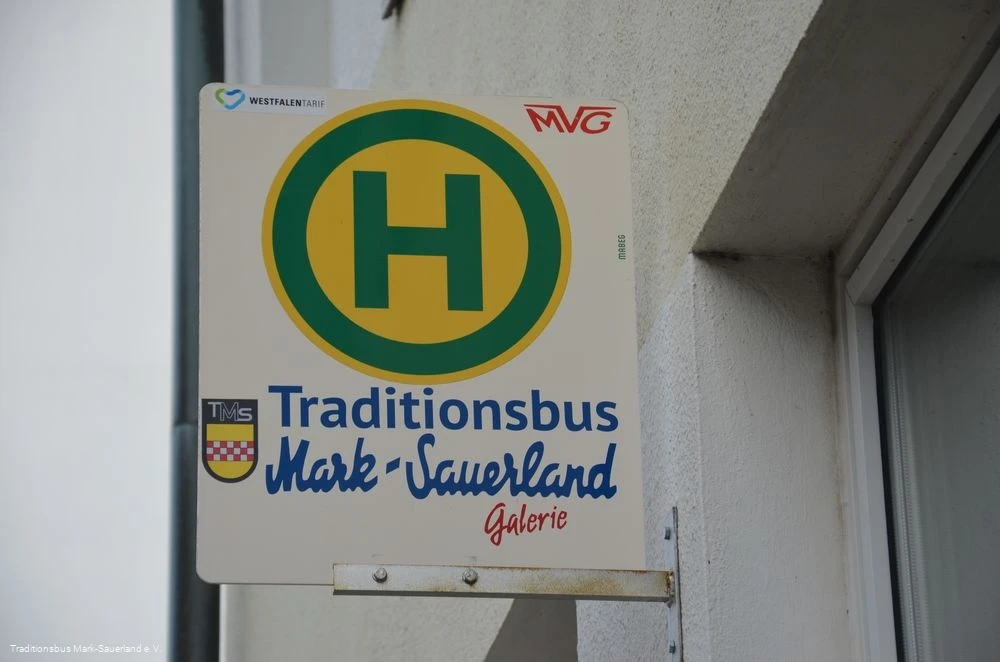 WESTFALENTARIF
MVG
H
MABEG
TMS
Traditionsbus
Mark-Sauerland
Galerie
Traditionsbus Mark-Sauerland e.V.